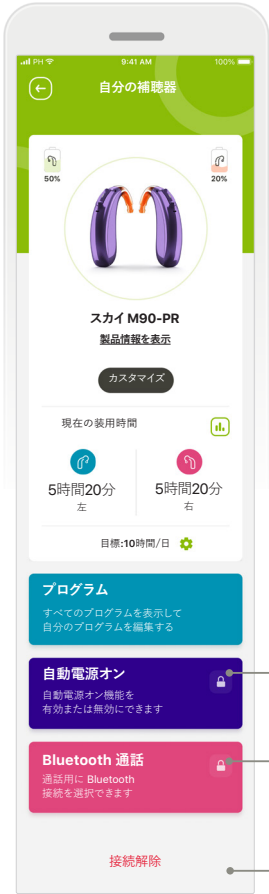 PH 9:41 AM 100%
自分の補聴器
50% 20%
スカイ M90-PR
製品情報を表示
カスタマイズ
現在の装用時間
5時間20分 5時間20分
左 右
目標:10時間/日
プログラム
すべてのプログラムを表示して
自分のプログラムを編集する
自動電源オン
自動電源オン機能を
有効または無効にできます
Bluetooth 通話
通話用に Bluetooth
接続を選択できます
接続解除